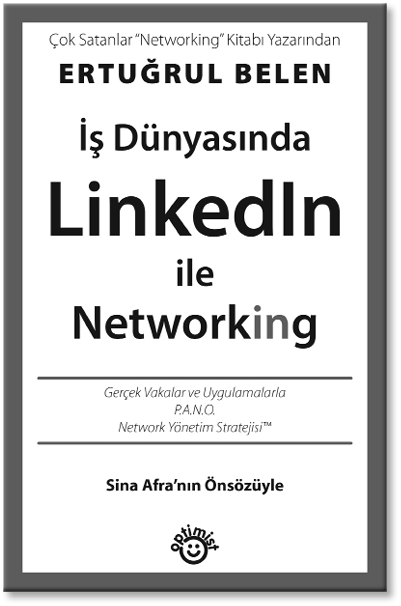 Çok Satanlar “Networking” Kitabı Yazarından
ERTUĞRUL BELEN
İş Dünyasında
LinkedIn
ile
Networking
Gerçek Vakalar ve Uygulamalarla
P.A.N.O.
Network Yönetim Stratejisi™
Sina Afra’nın Önsözüyle
optimist